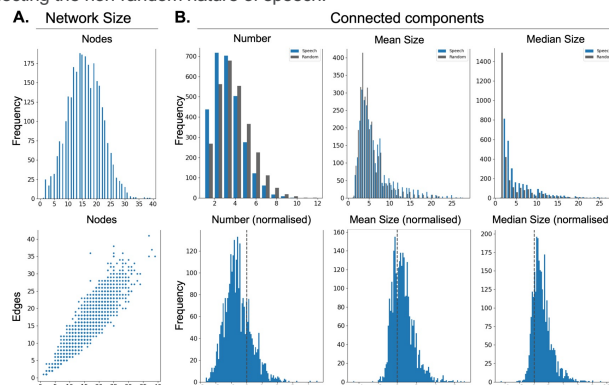 ecting the non-random nature of speech.
A. Network Size
B. Connected components
Nodes
Number
Mean Size
Median Size
Frequency
175
150
125
100
75
50
25
0
0 5 10 15 20 25 30 35 40
700
600
500
400
300
200
100
0
2 4 6 8 10 12
Speech
Random
400
350
300
250
200
150
100
50
0
5 10 15 20 25
Speech
Random
1400
1200
1000
800
600
400
200
0
5 10 15 20 25
Speech
Random
Nodes
Number (normalised)
Mean Size (normalised)
Median Size (normalised
Edges
40
35
30
25
20
15
10
5
0
Frequency
120
100
80
60
40
20
0
160
140
120
100
80
60
40
20
0
200
175
150
125
100
75
50
25
0